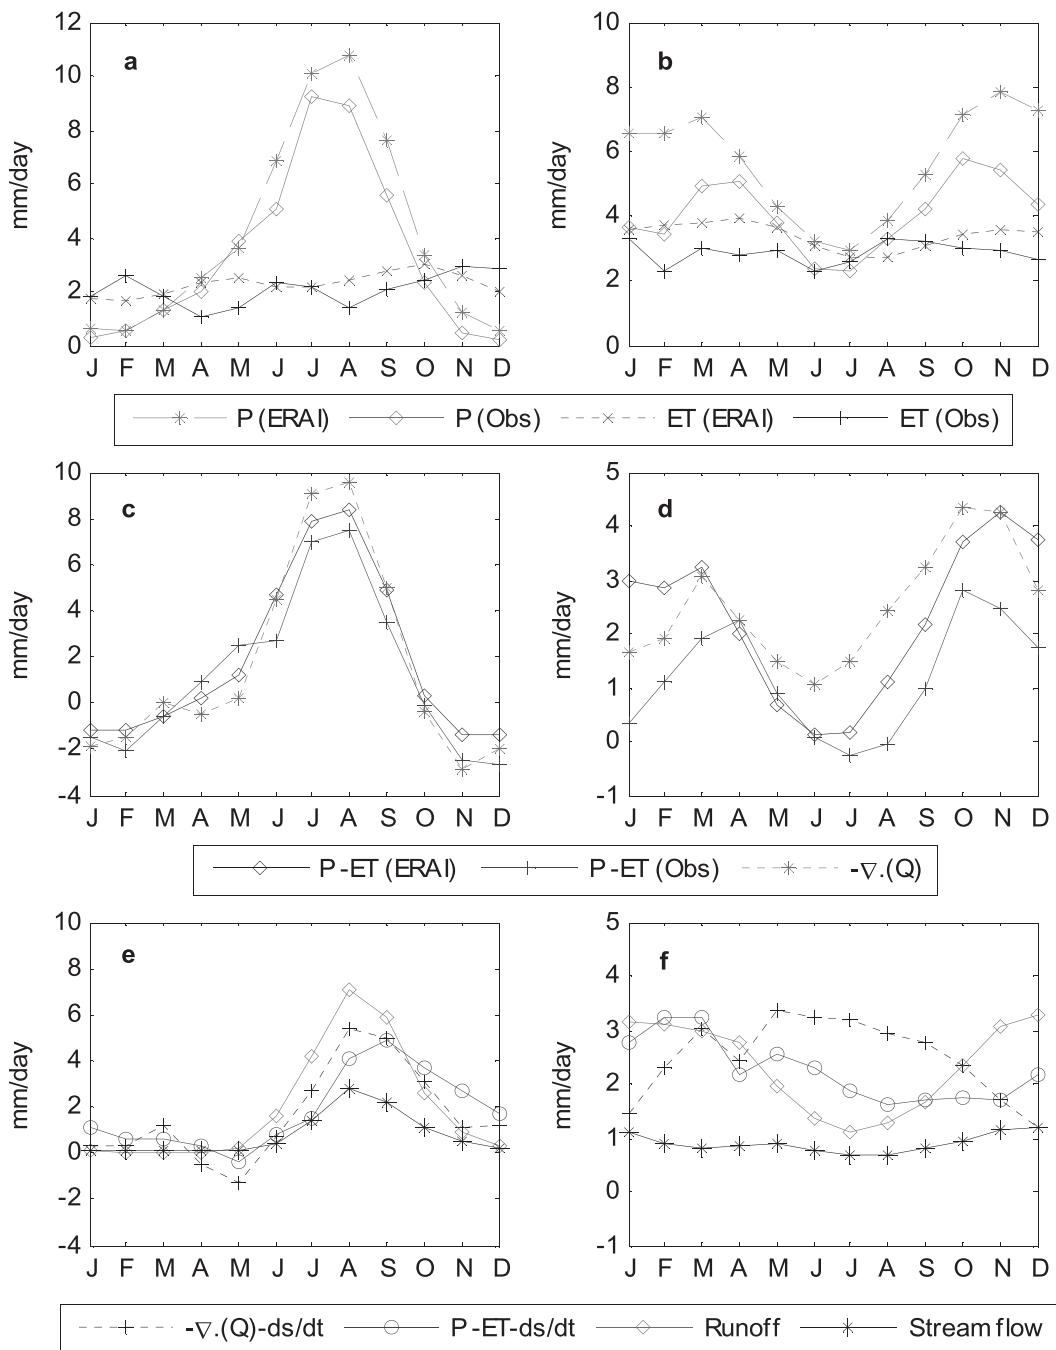 a
b
mm/day
mm/day
12
10
8
6
4
2
0
10
8
6
4
2
0
J F M A M J J A S O N D
J F M A M J J A S O N D
P (ERAI) P (Obs) ET (ERAI) ET (Obs)
c
d
mm/day
mm/day
10
8
6
4
2
0
-2
-4
5
4
3
2
1
0
-1
J F M A M J J A S O N D
J F M A M J J A S O N D
P-ET (ERAI) P-ET (Obs) -∇.(Q)
e
f
mm/day
mm/day
10
8
6
4
2
0
-2
-4
5
4
3
2
1
0
-1
J F M A M J J A S O N D
J F M A M J J A S O N D
-∇.(Q)-ds/dt P-ET-ds/dt Runoff Stream flow